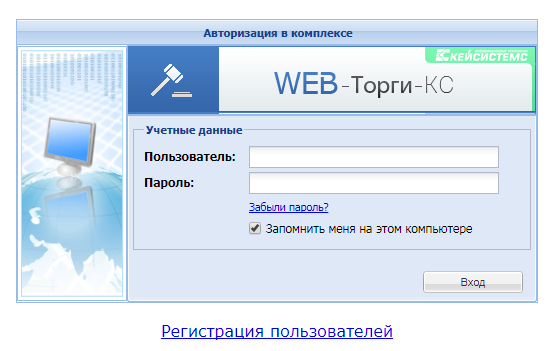 Авторизация в комплексе
КЕЙСИСТЕМС
WEB-Торги-КС
Учетные данные
Пользователь:
Пароль:
Забыли пароль?
Запомнить меня на этом компьютере
Вход
Регистрация пользователей